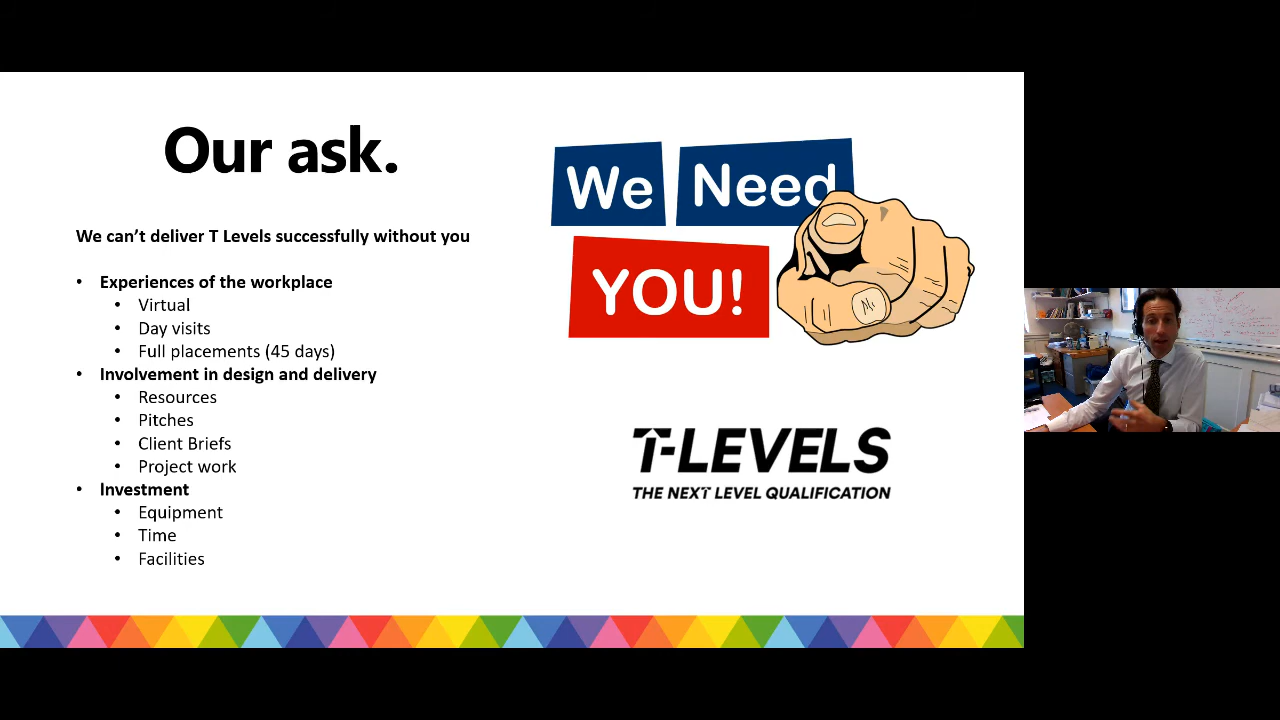 Our ask.
We can't deliver T Levels successfully without you
• Experiences of the workplace
• Virtual
• Day visits
• Full placements (45 days)
• Involvement in design and delivery
• Resources
• Pitches
• Client Briefs
• Project work
• Investment
• Equipment
• Time
• Facilities
We Need
YOU!
T-LEVELS
THE NEXT LEVEL QUALIFICATION